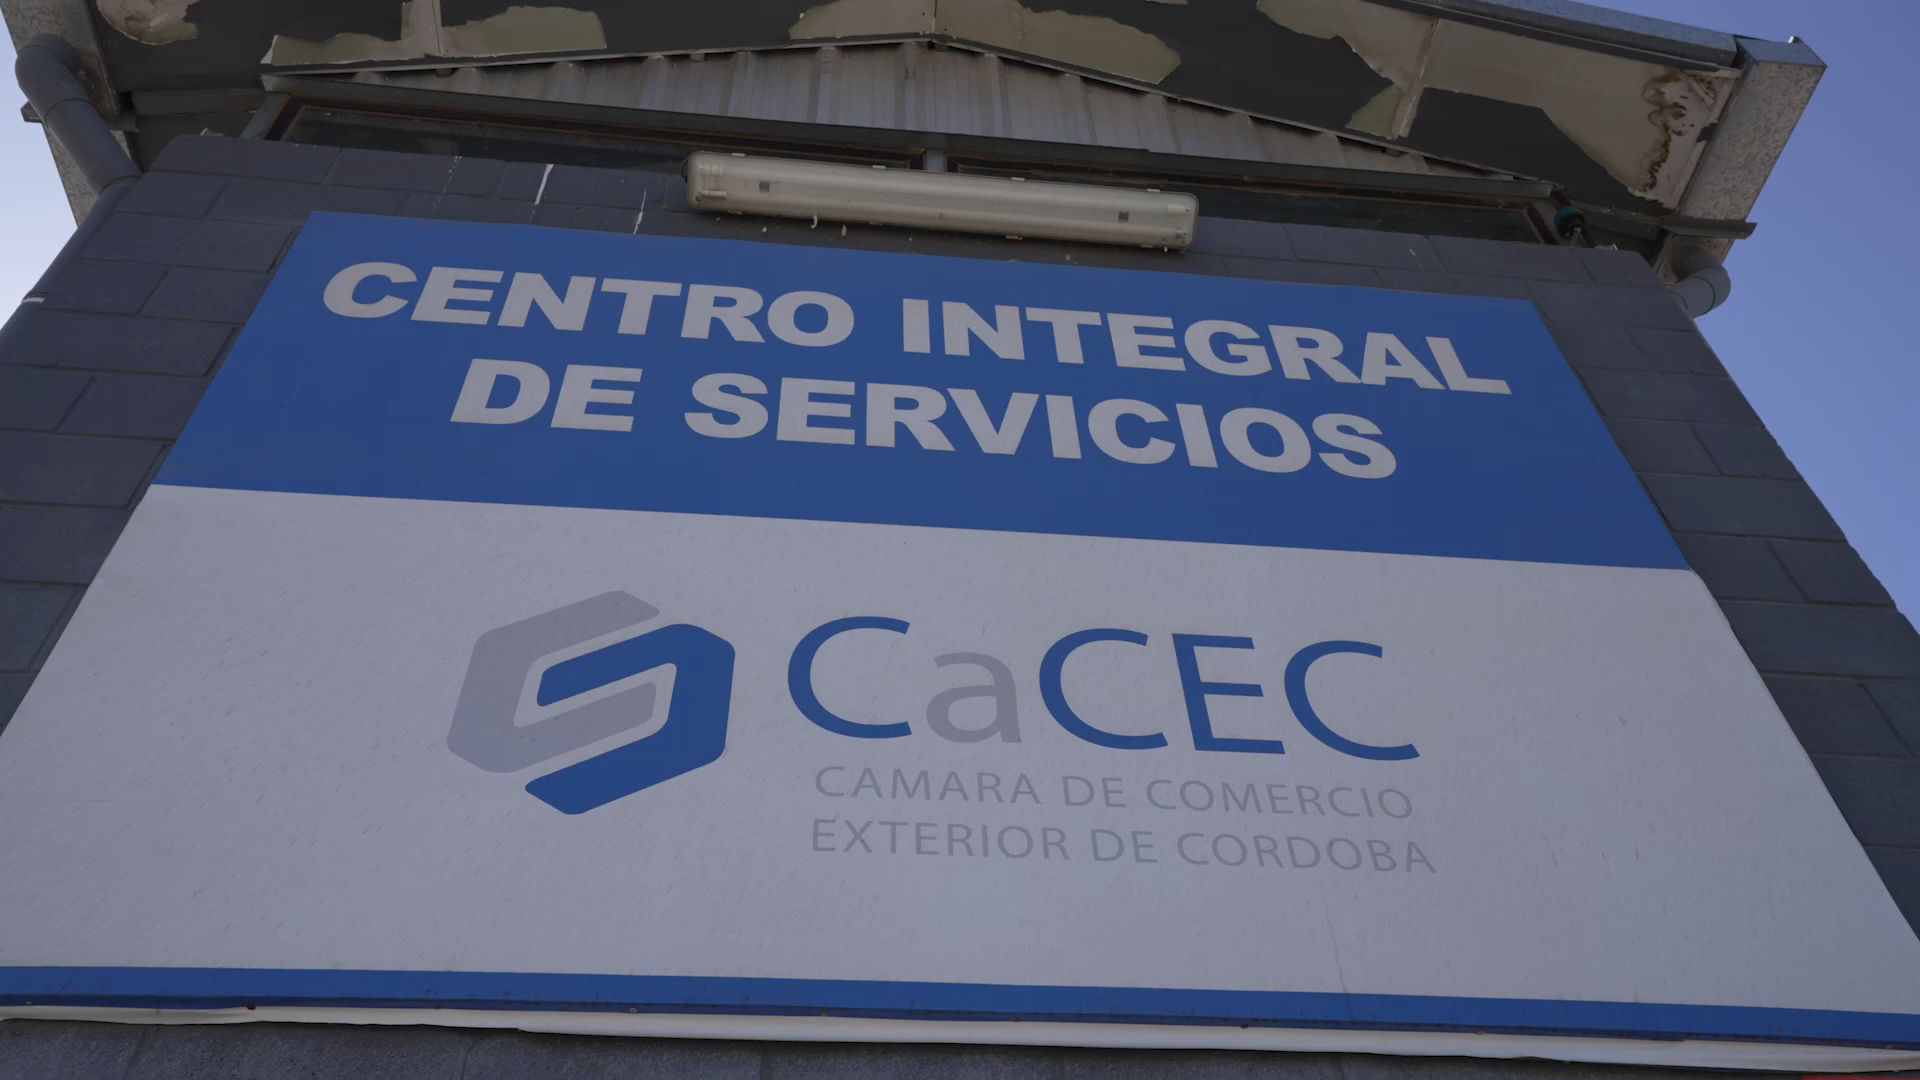 CENTRO INTEGRAL
DE SERVICIOS
CaCEC
CAMARA DE COMERCIO
EXTERIOR DE CORDOBA